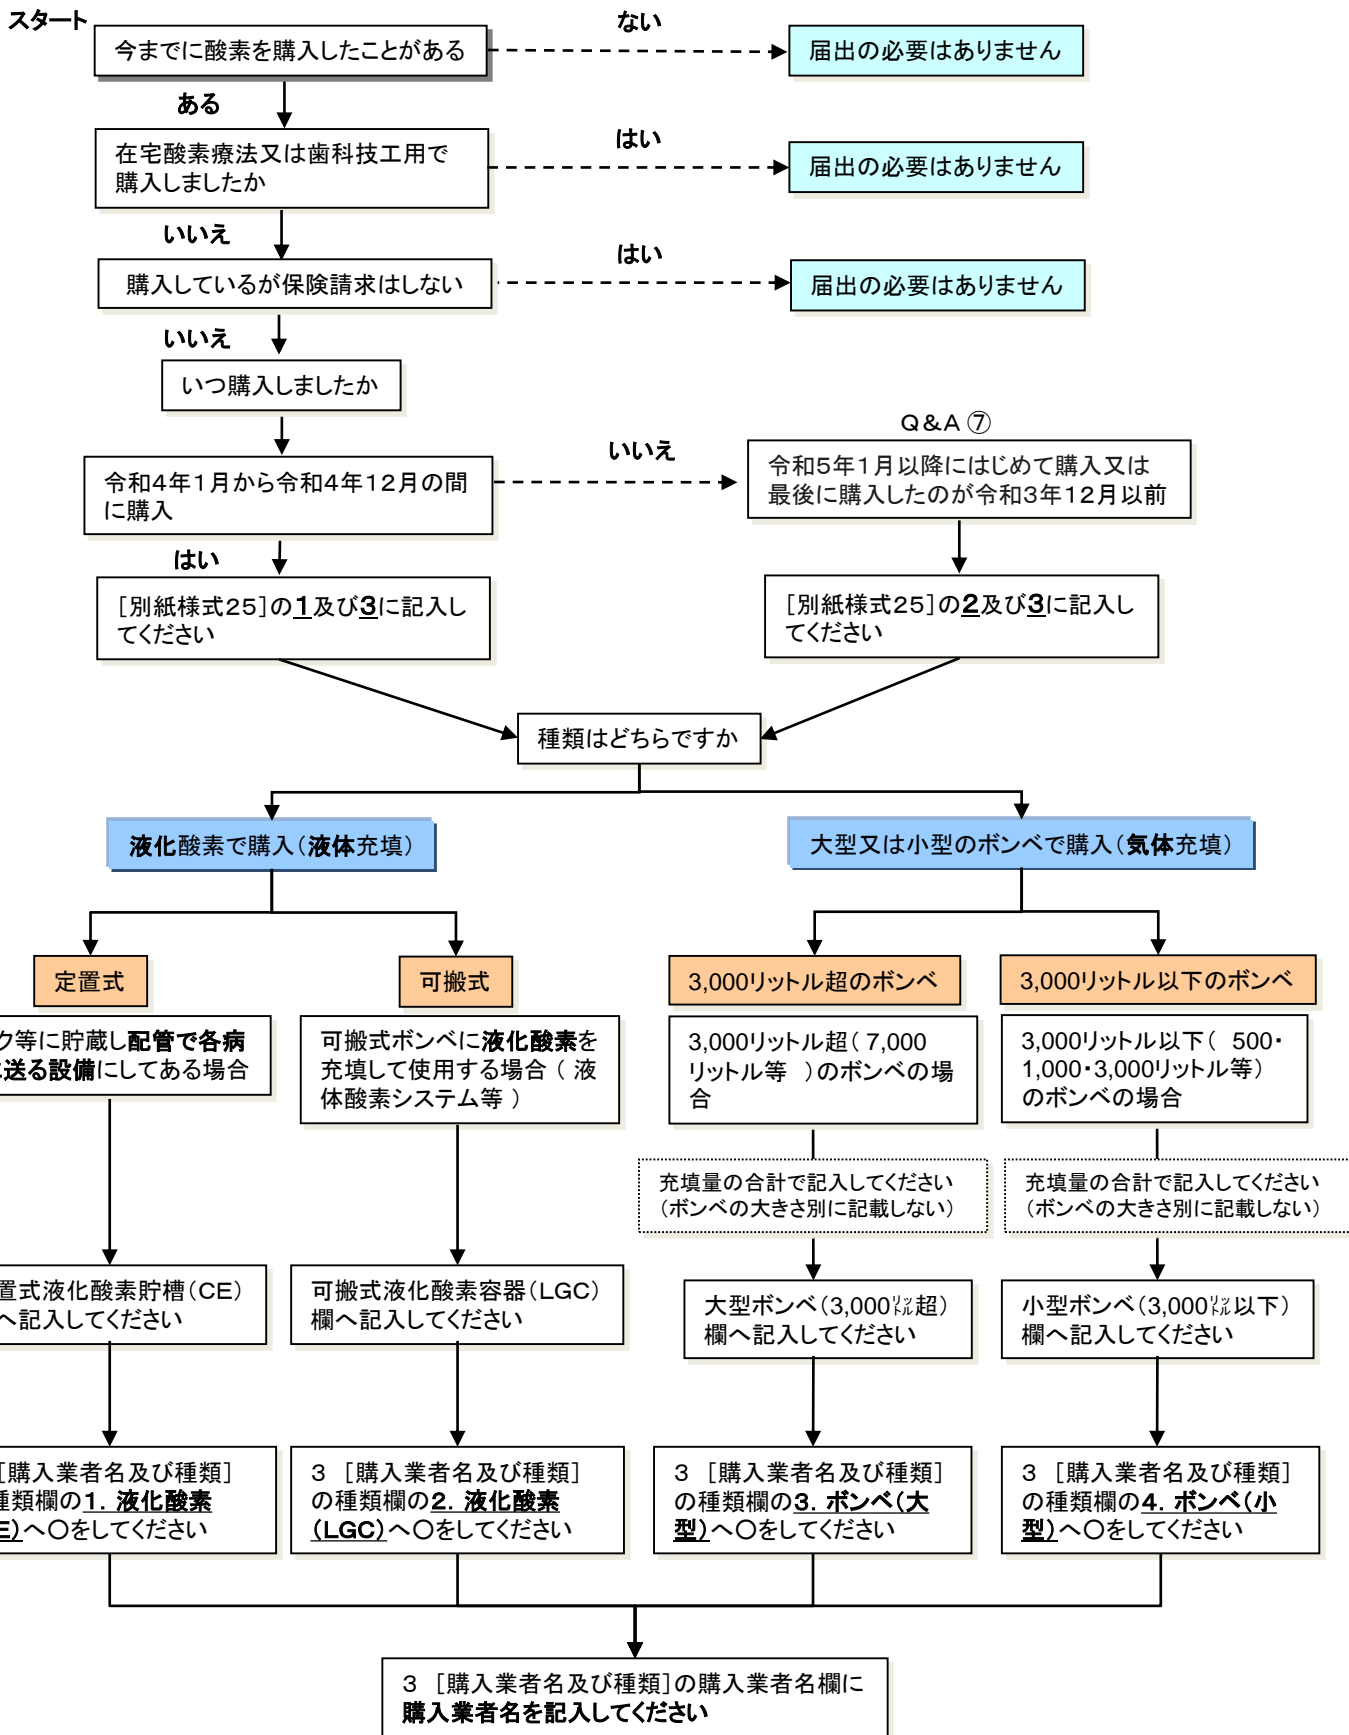 スタート
今までに酸素を購入したことがある
ない
届出の必要はありません
ある
在宅酸素療法又は歯科技工用で
購入しましたか
はい
届出の必要はありません
いいえ
購入しているが保険請求はしない
はい
届出の必要はありません
いいえ
いつ購入しましたか
Q&A ⑦
令和4年1月から令和4年12月の間
に購入
いいえ
令和5年1月以降にはじめて購入又は
最後に購入したのが令和3年12月以前
はい
[別紙様式25]の1及び3に記入し
てください
[別紙様式25]の2及び3に記入し
てください
種類はどちらですか
液化酸素で購入(液体充填)
大型又は小型のボンベで購入(気体充填)
定置式
可搬式
3,000リットル超のボンベ
3,000リットル以下のボンベ
ク等に貯蔵し配管で各病
送る設備にしてある場合
可搬式ボンベに液化酸素を
充填して使用する場合( 液
体酸素システム等 )
3,000リットル超( 7,000
リットル等 )のボンベの場
合
3,000リットル以下( 500・
1,000・3,000リットル等)
のボンベの場合
充填量の合計で記入してください
(ボンベの大きさ別に記載しない)
充填量の合計で記入してください
(ボンベの大きさ別に記載しない)
置式液化酸素貯槽(CE)
へ記入してください
可搬式液化酸素容器(LGC)
欄へ記入してください
大型ボンベ(3,000リットル超)
欄へ記入してください
小型ボンベ(3,000リットル以下)
欄へ記入してください
[購入業者名及び種類]
種類欄の1. 液化酸素
E)へ○をしてください
3 [購入業者名及び種類]
の種類欄の2. 液化酸素
(LGC)へ○をしてください
3 [購入業者名及び種類]
の種類欄の3. ボンベ(大
型)へ○をしてください
3 [購入業者名及び種類]
の種類欄の4. ボンベ(小
型)へ○をしてください
3 [購入業者名及び種類]の購入業者名欄に
購入業者名を記入してください